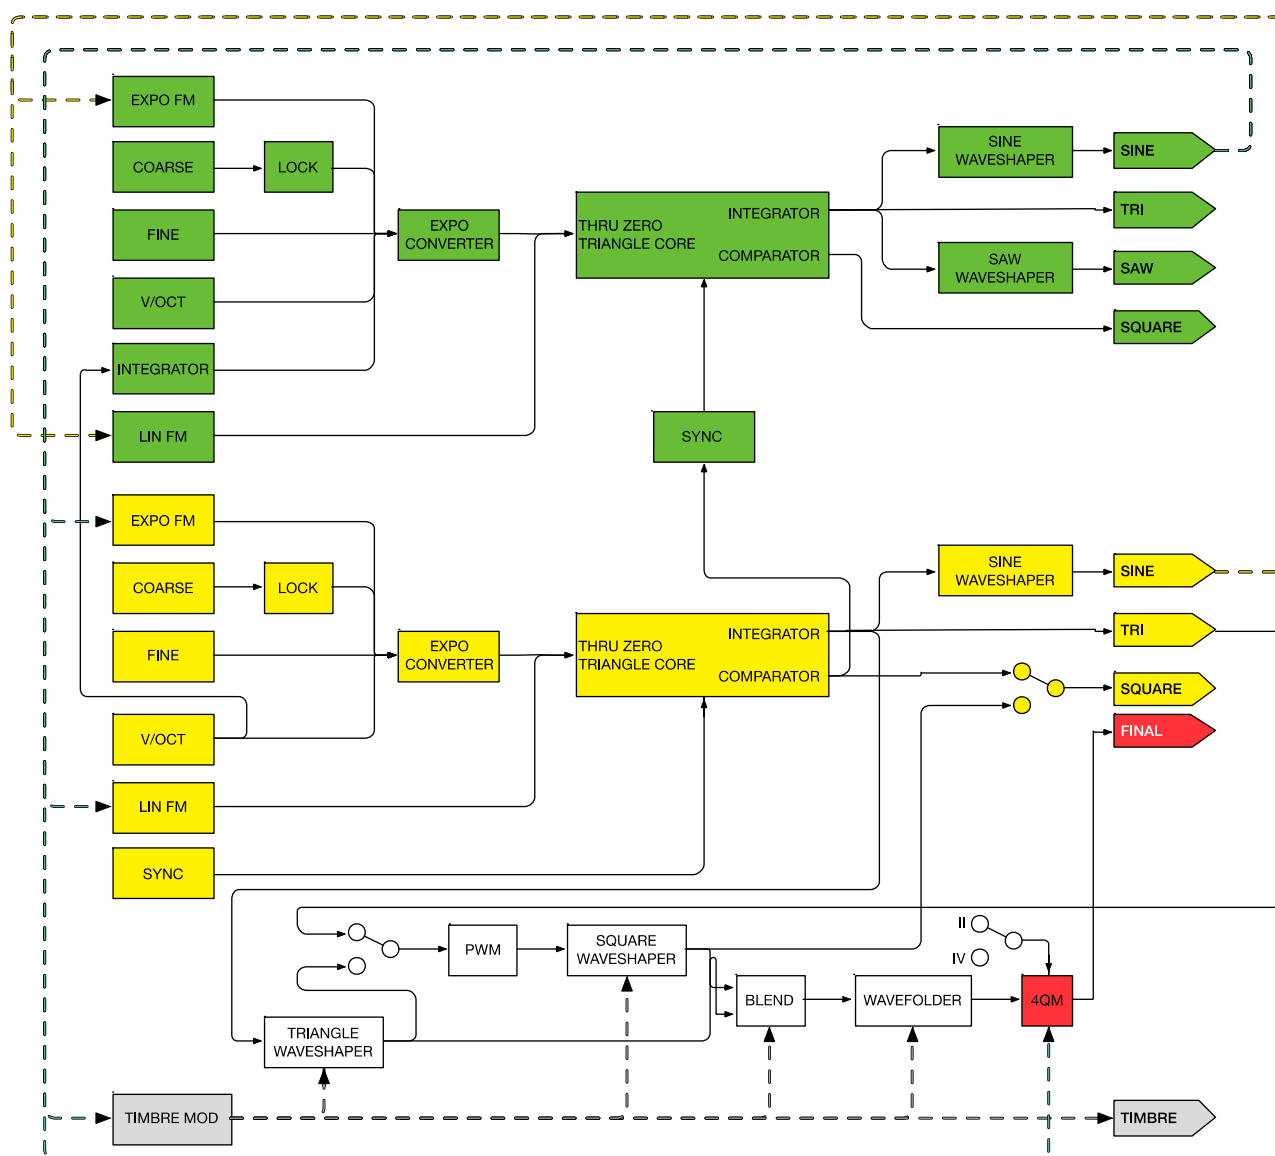 EXPO FM
COARSE
LOCK
FINE
V/OCT
INTEGRATOR
LIN FM
EXPO
CONVERTER
THRU ZERO
TRIANGLE CORE
INTEGRATOR
COMPARATOR
SINE
WAVESHAPER
SAW
WAVESHAPER
SINE
TRI
SAW
SQUARE
SYNC
EXPO FM
COARSE
LOCK
FINE
V/OCT
LIN FM
SYNC
EXPO
CONVERTER
THRU ZERO
TRIANGLE CORE
INTEGRATOR
COMPARATOR
SINE
WAVESHAPER
SINE
TRI
SQUARE
FINAL
PWM
SQUARE
WAVESHAPER
II
IV
BLEND
WAVEFOLDER
4QM
TRIANGLE
WAVESHAPER
TIMBRE MOD
TIMBRE